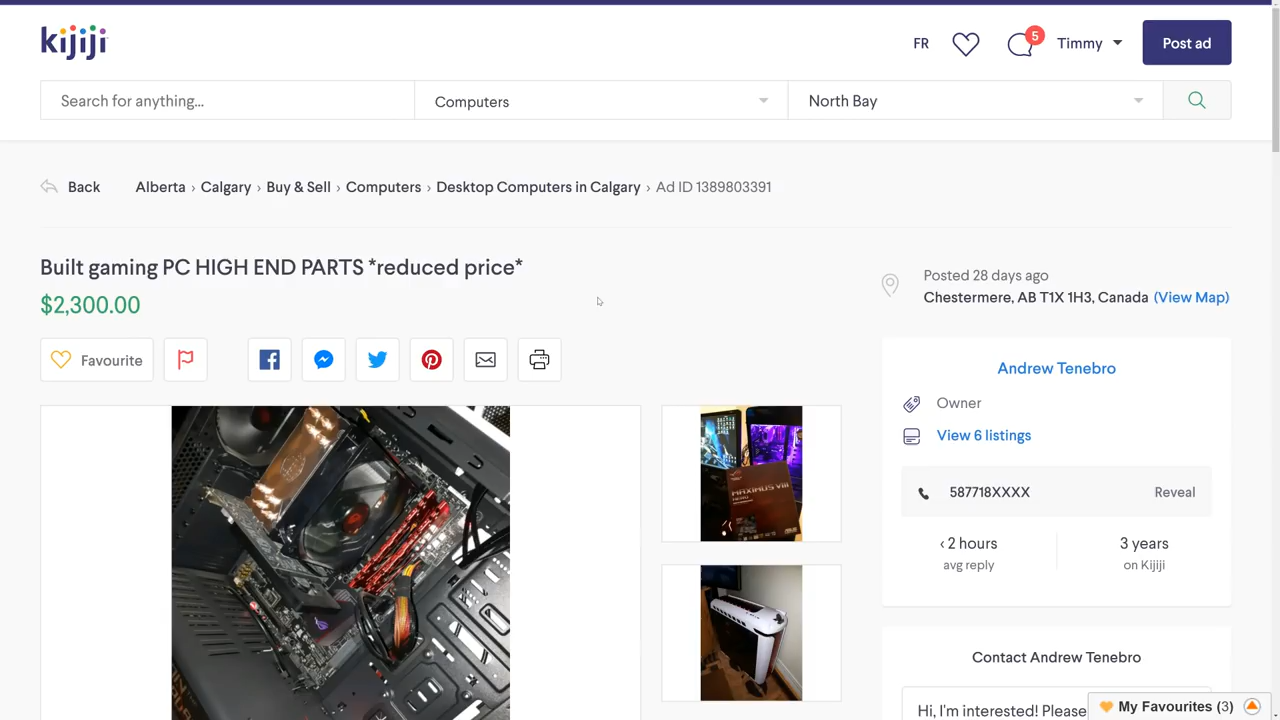 kijiji
FR
5
Timmy
Post ad
Search for anything...
Computers
North Bay
Back
Alberta › Calgary › Buy & Sell › Computers › Desktop Computers in Calgary › Ad ID 1389803391
Built gaming PC HIGH END PARTS *reduced price*
$2,300.00
Posted 28 days ago
Chestermere, AB T1X 1H3, Canada (View Map)
Favourite
Andrew Tenebro
Owner
View 6 listings
587718XXXX
Reveal
‹ 2 hours
avg reply
3 years
on Kijiji
MAXIMUS VIII
Contact Andrew Tenebro
Hi, I'm interested! Please
My Favourites (3)